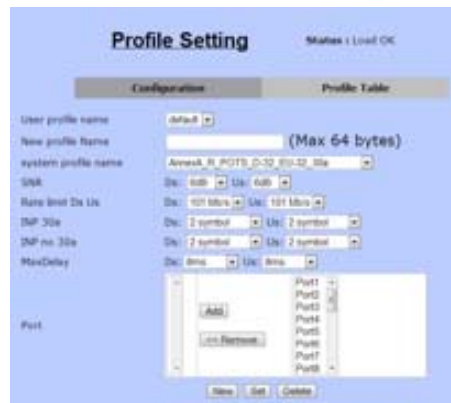 Profile Setting
Status : Load OK
Configuration
Profile Table
User profile name default
New profile Name (Max 64 bytes)
system profile name AnnexA_R_POTS_D-32_EU-32_30a
SNR Ds: 6dB Us: 6dB
Rate limit Ds Us Ds: 101 Mb/s Us: 101 Mb/s
INP 30a Ds: 2 symbol Us: 2 symbol
INP no 30a Ds: 2 symbol Us: 2 symbol
MaxDelay Ds: 8ms Us: 8ms
Port
Add
<< Remove
Port1
Port2
Port3
Port4
Port5
Port6
Port7
Port8
New Set Delete